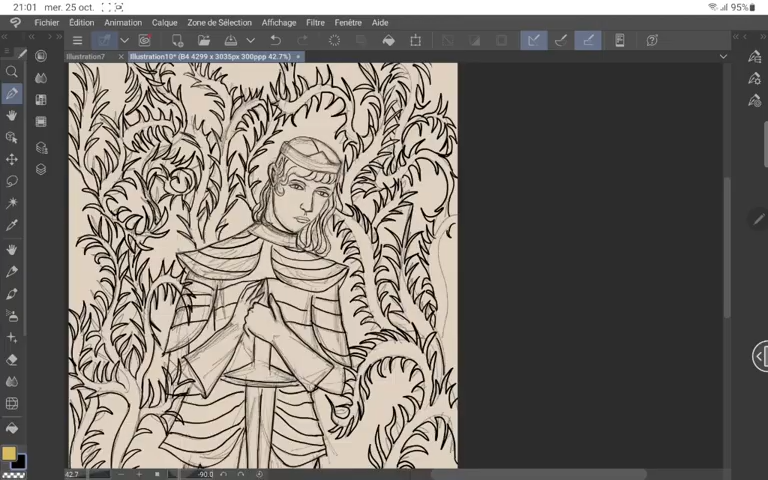 21:01 mer. 25 oct. 95%
Fichier Édition Animation Calque Zone de Sélection Affichage Filtre Fenêtre Aide
Illustration7 Illustration10* (B4 4299 x 3035px 300ppp 42.7%)
42.7 -90.0